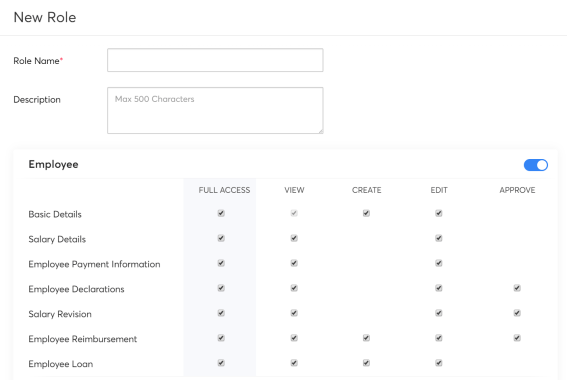 New Role
Role Name*
Description
Max 500 Characters
Employee
FULL ACCESS VIEW CREATE EDIT APPROVE
Basic Details
Salary Details
Employee Payment Information
Employee Declarations
Salary Revision
Employee Reimbursement
Employee Loan